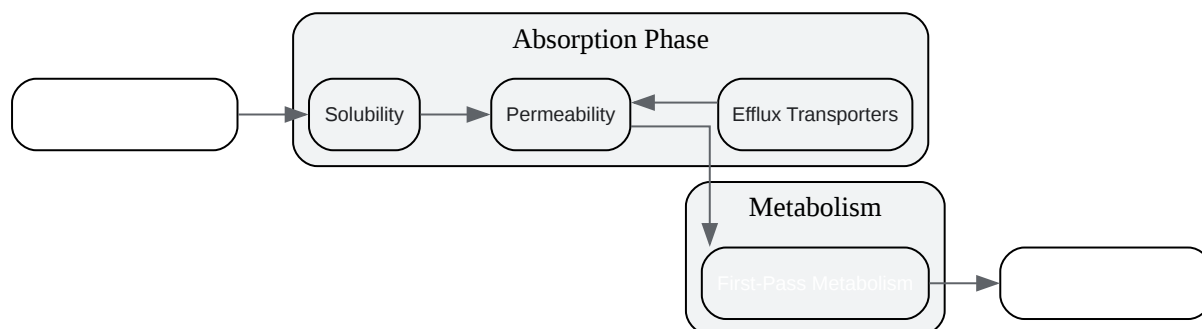 Absorption Phase
Solubility
Permeability
Efflux Transporters
Metabolism
First-Pass Metabolism